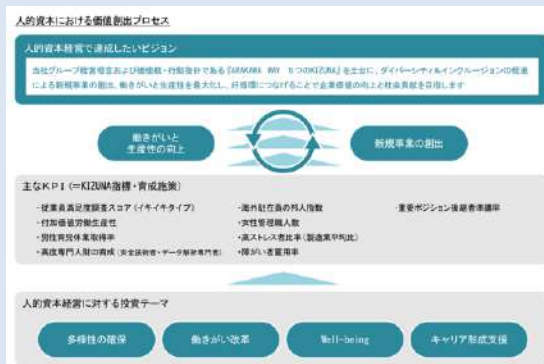 人的資本における価値創出プロセス
人的資本経営で達成したいビジョン
当社グループ経営理念および価値観・行動指針である『ARAKAWA WAY 5つのKIZUNA』を土台に、ダイバーシティ&インクルージョンの推進
による新規事業の創出、働きがいと生産性を最大化し、好循環につなげることで企業価値の向上と社会貢献を目指します
働きがいと
生産性の向上
新規事業の創出
主なKPI(=KIZUNA指標・育成施策)
・従業員満足度調査スコア(イキイキタイプ)
・付加価値労働生産性
・男性育児休業取得率
・高度専門人財の育成(安全技術者・データ解析専門者)
・海外駐在員の邦人指数
・女性管理職人数
・高ストレス者比率(製造業平均比)
・障がい者雇用率
・重要ポジション後継者準備率
人的資本経営に対する投資テーマ
多様性の確保
働きがい改革
Well-being
キャリア形成支援